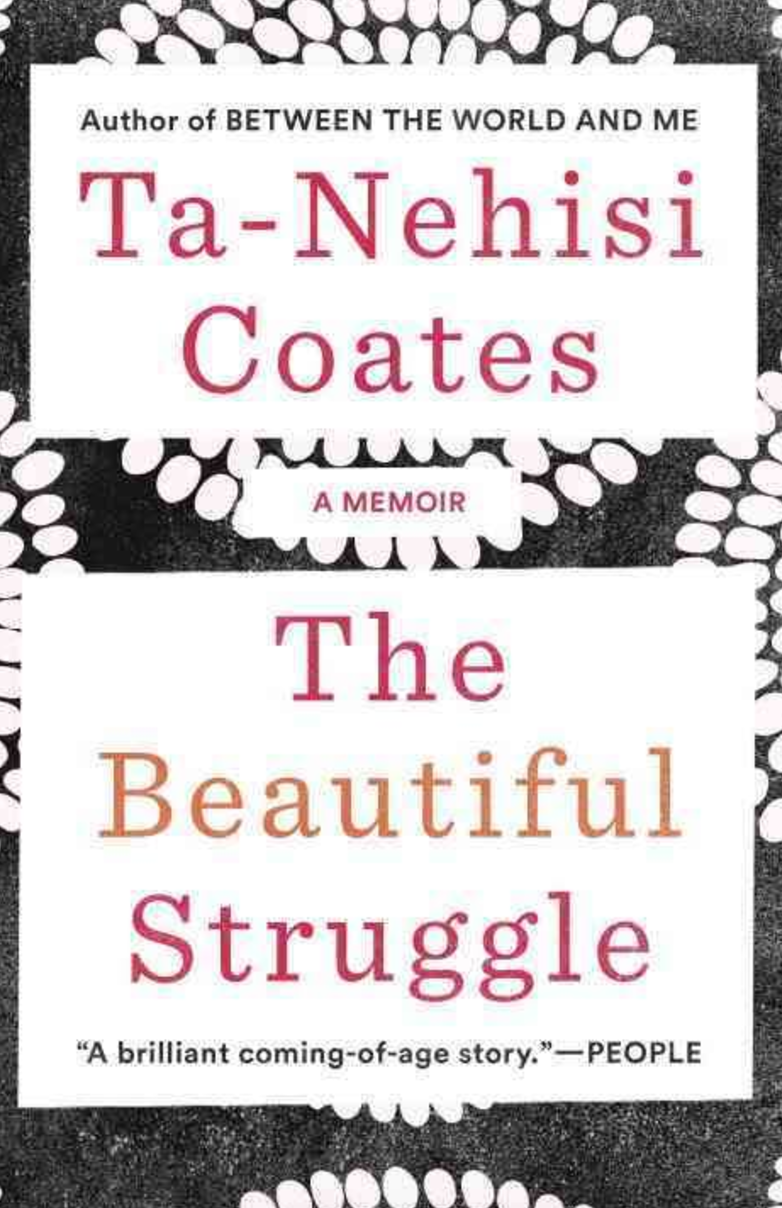 Author of BETWEEN THE WORLD AND ME
Ta-Nehisi
Coates
A MEMOIR
The
Beautiful
Struggle
“A brilliant coming-of-age story.”—PEOPLE